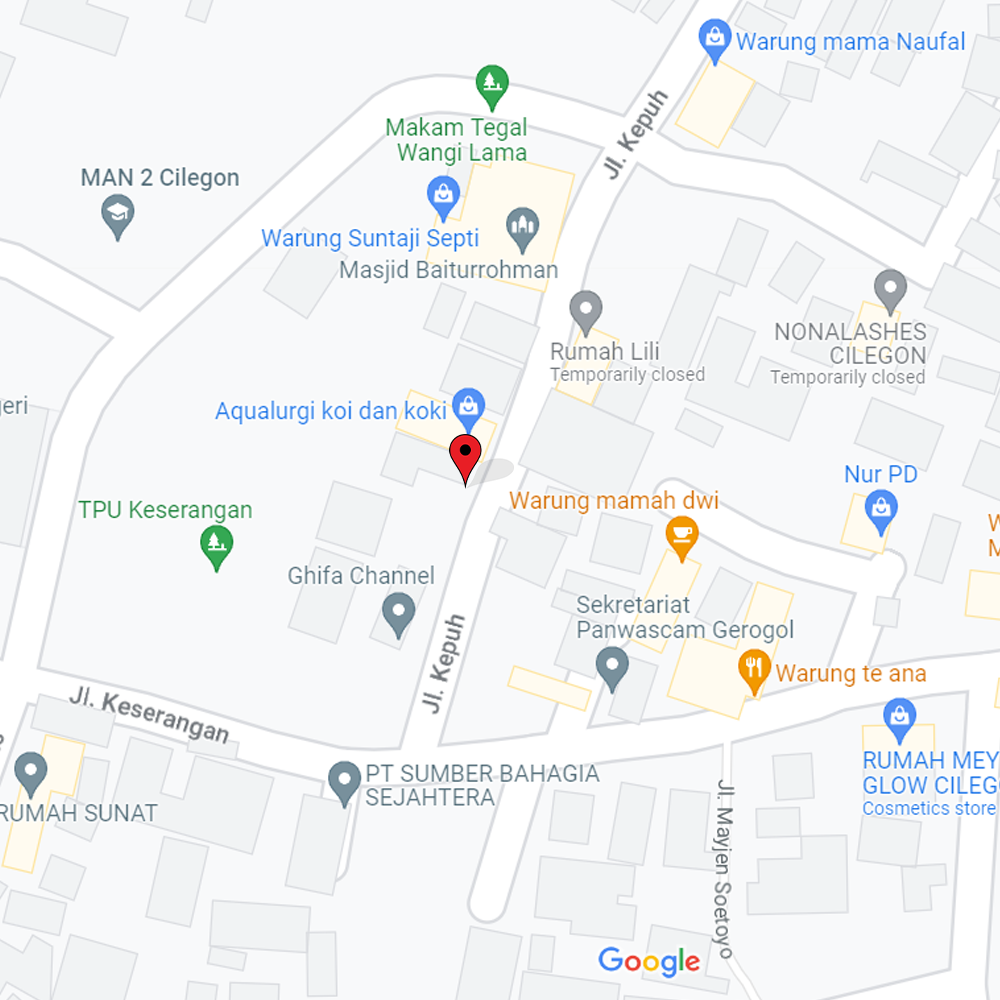 Warung mama Naufal
Jl. Kepuh
Makam Tegal
Wangi Lama
MAN 2 Cilegon
Warung Suntaji Septi
Masjid Baiturrohman
NONALASHES
CILEGON
Temporarily closed
Rumah Lili
Temporarily closed
eri
Aqualurgi koi dan koki
Nur PD
TPU Keserangan
Warung mamah dwi
W
M
Ghifa Channel
Sekretariat
Panwascam Gerogol
Jl. Kepuh
Warung te ana
Jl. Keserangan
RUMAH MEY
GLOW CILEG
Cosmetics store
PT SUMBER BAHAGIA
SEJAHTERA
RUMAH SUNAT
Jl. Mayjen Soetoyo
Google